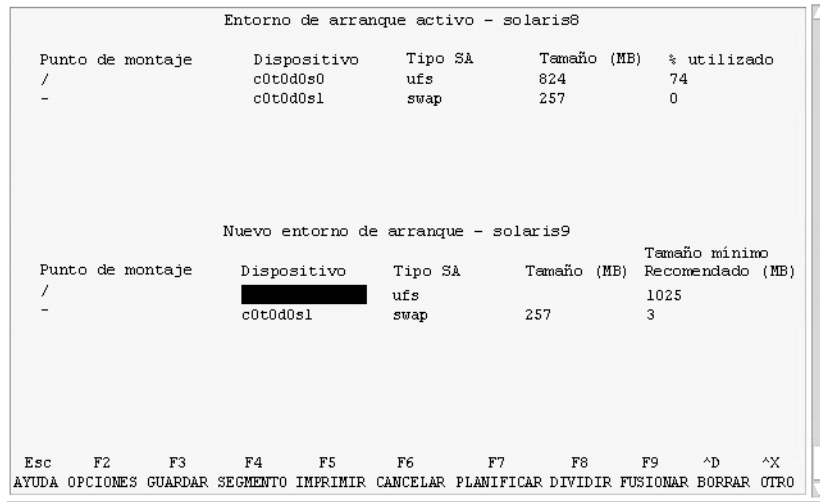 Entorno de arranque activo - solaris8
Punto de montaje Dispositivo Tipo SA Tamaño (MB) % utilizado
/ c0t0d0s0 ufs 824 74
- c0t0d0s1 swap 257 0
Nuevo entorno de arranque - solaris9
Tamaño mínimo
Punto de montaje Dispositivo Tipo SA Tamaño (MB) Recomendado (MB)
/ ufs 1025
- c0t0d0s1 swap 257 3
Esc F2 F3 F4 F5 F6 F7 F8 F9 ^D ^X
AYUDA OPCIONES GUARDAR SEGMENTO IMPRIMIR CANCELAR PLANIFICAR DIVIDIR FUSIONAR BORRAR OTRO